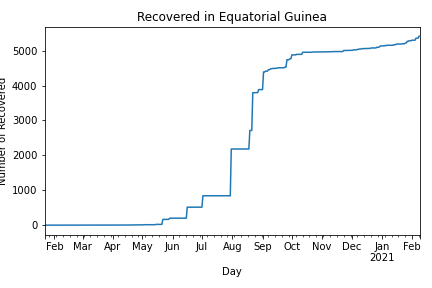 Recovered in Equatorial Guinea
Number of Recovered
5000
4000
3000
2000
1000
0
Feb Mar Apr May Jun Jul Aug Sep Oct Nov Dec Jan Feb
2021
Day